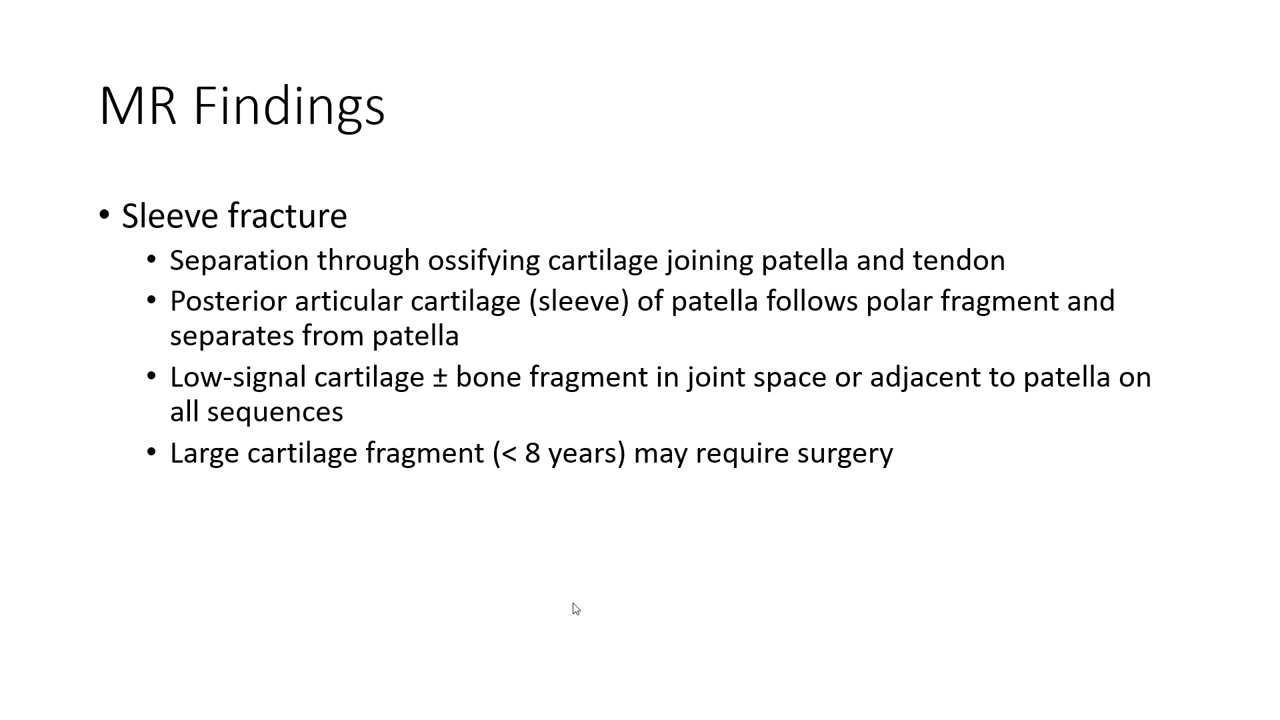 MR Findings
• Sleeve fracture
• Separation through ossifying cartilage joining patella and tendon
• Posterior articular cartilage (sleeve) of patella follows polar fragment and
separates from patella
• Low-signal cartilage ± bone fragment in joint space or adjacent to patella on
all sequences
• Large cartilage fragment (< 8 years) may require surgery